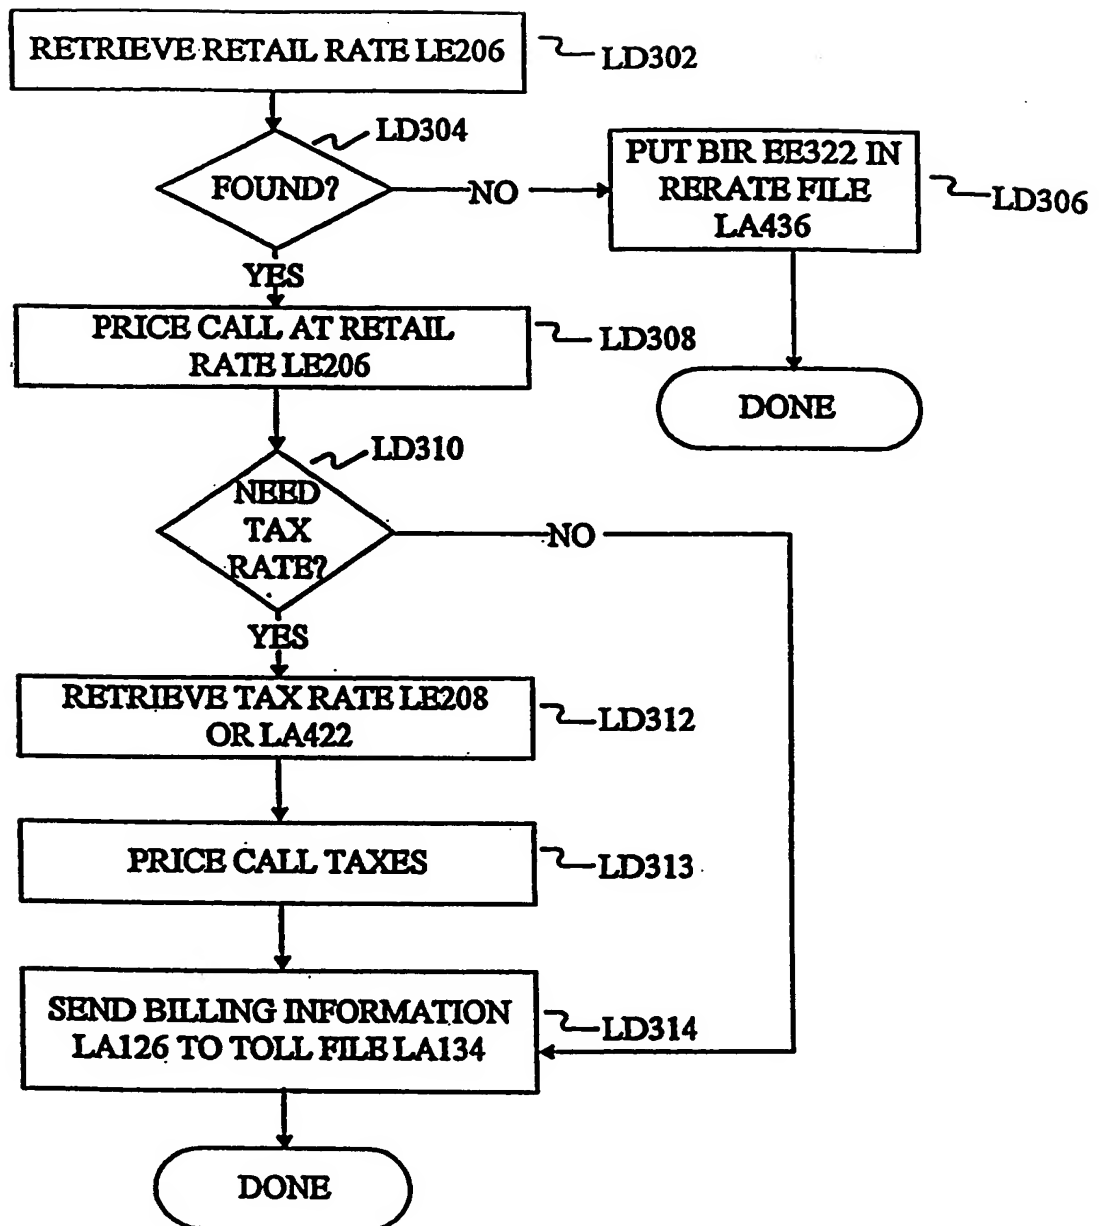 RETRIEVE RETAIL RATE LE206
LD302
LD304
FOUND?
NO
PUT BIR EE322 IN
RERATE FILE
LA436
LD306
YES
PRICE CALL AT RETAIL
RATE LE206
LD308
DONE
LD310
NEED
TAX
RATE?
NO
YES
RETRIEVE TAX RATE LE208
OR LA422
LD312
PRICE CALL TAXES
LD313
SEND BILLING INFORMATION
LA126 TO TOLL FILE LA134
LD314
DONE